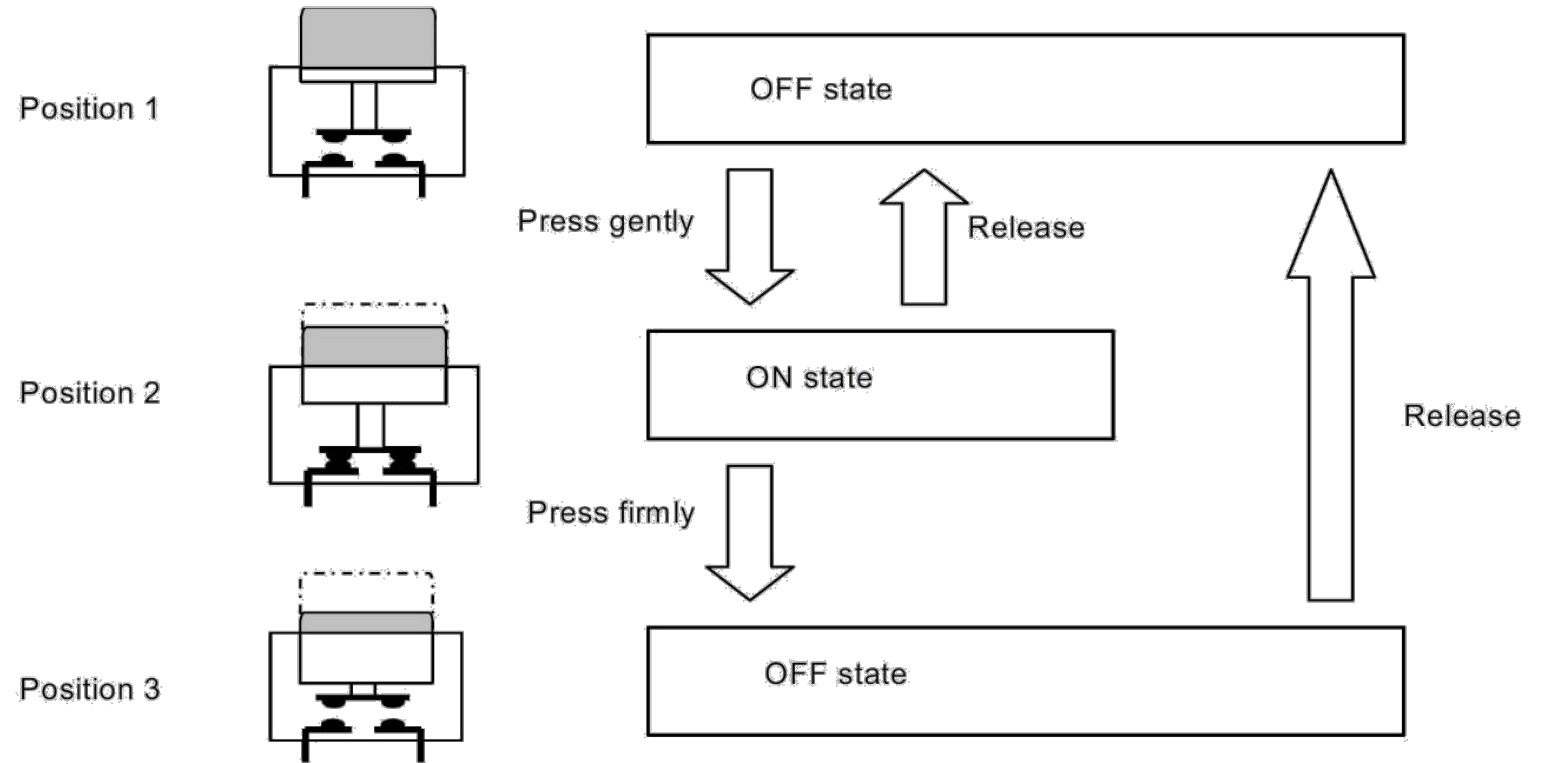 Position 1
OFF state
Press gently
Release
Position 2
ON state
Release
Press firmly
Position 3
OFF state